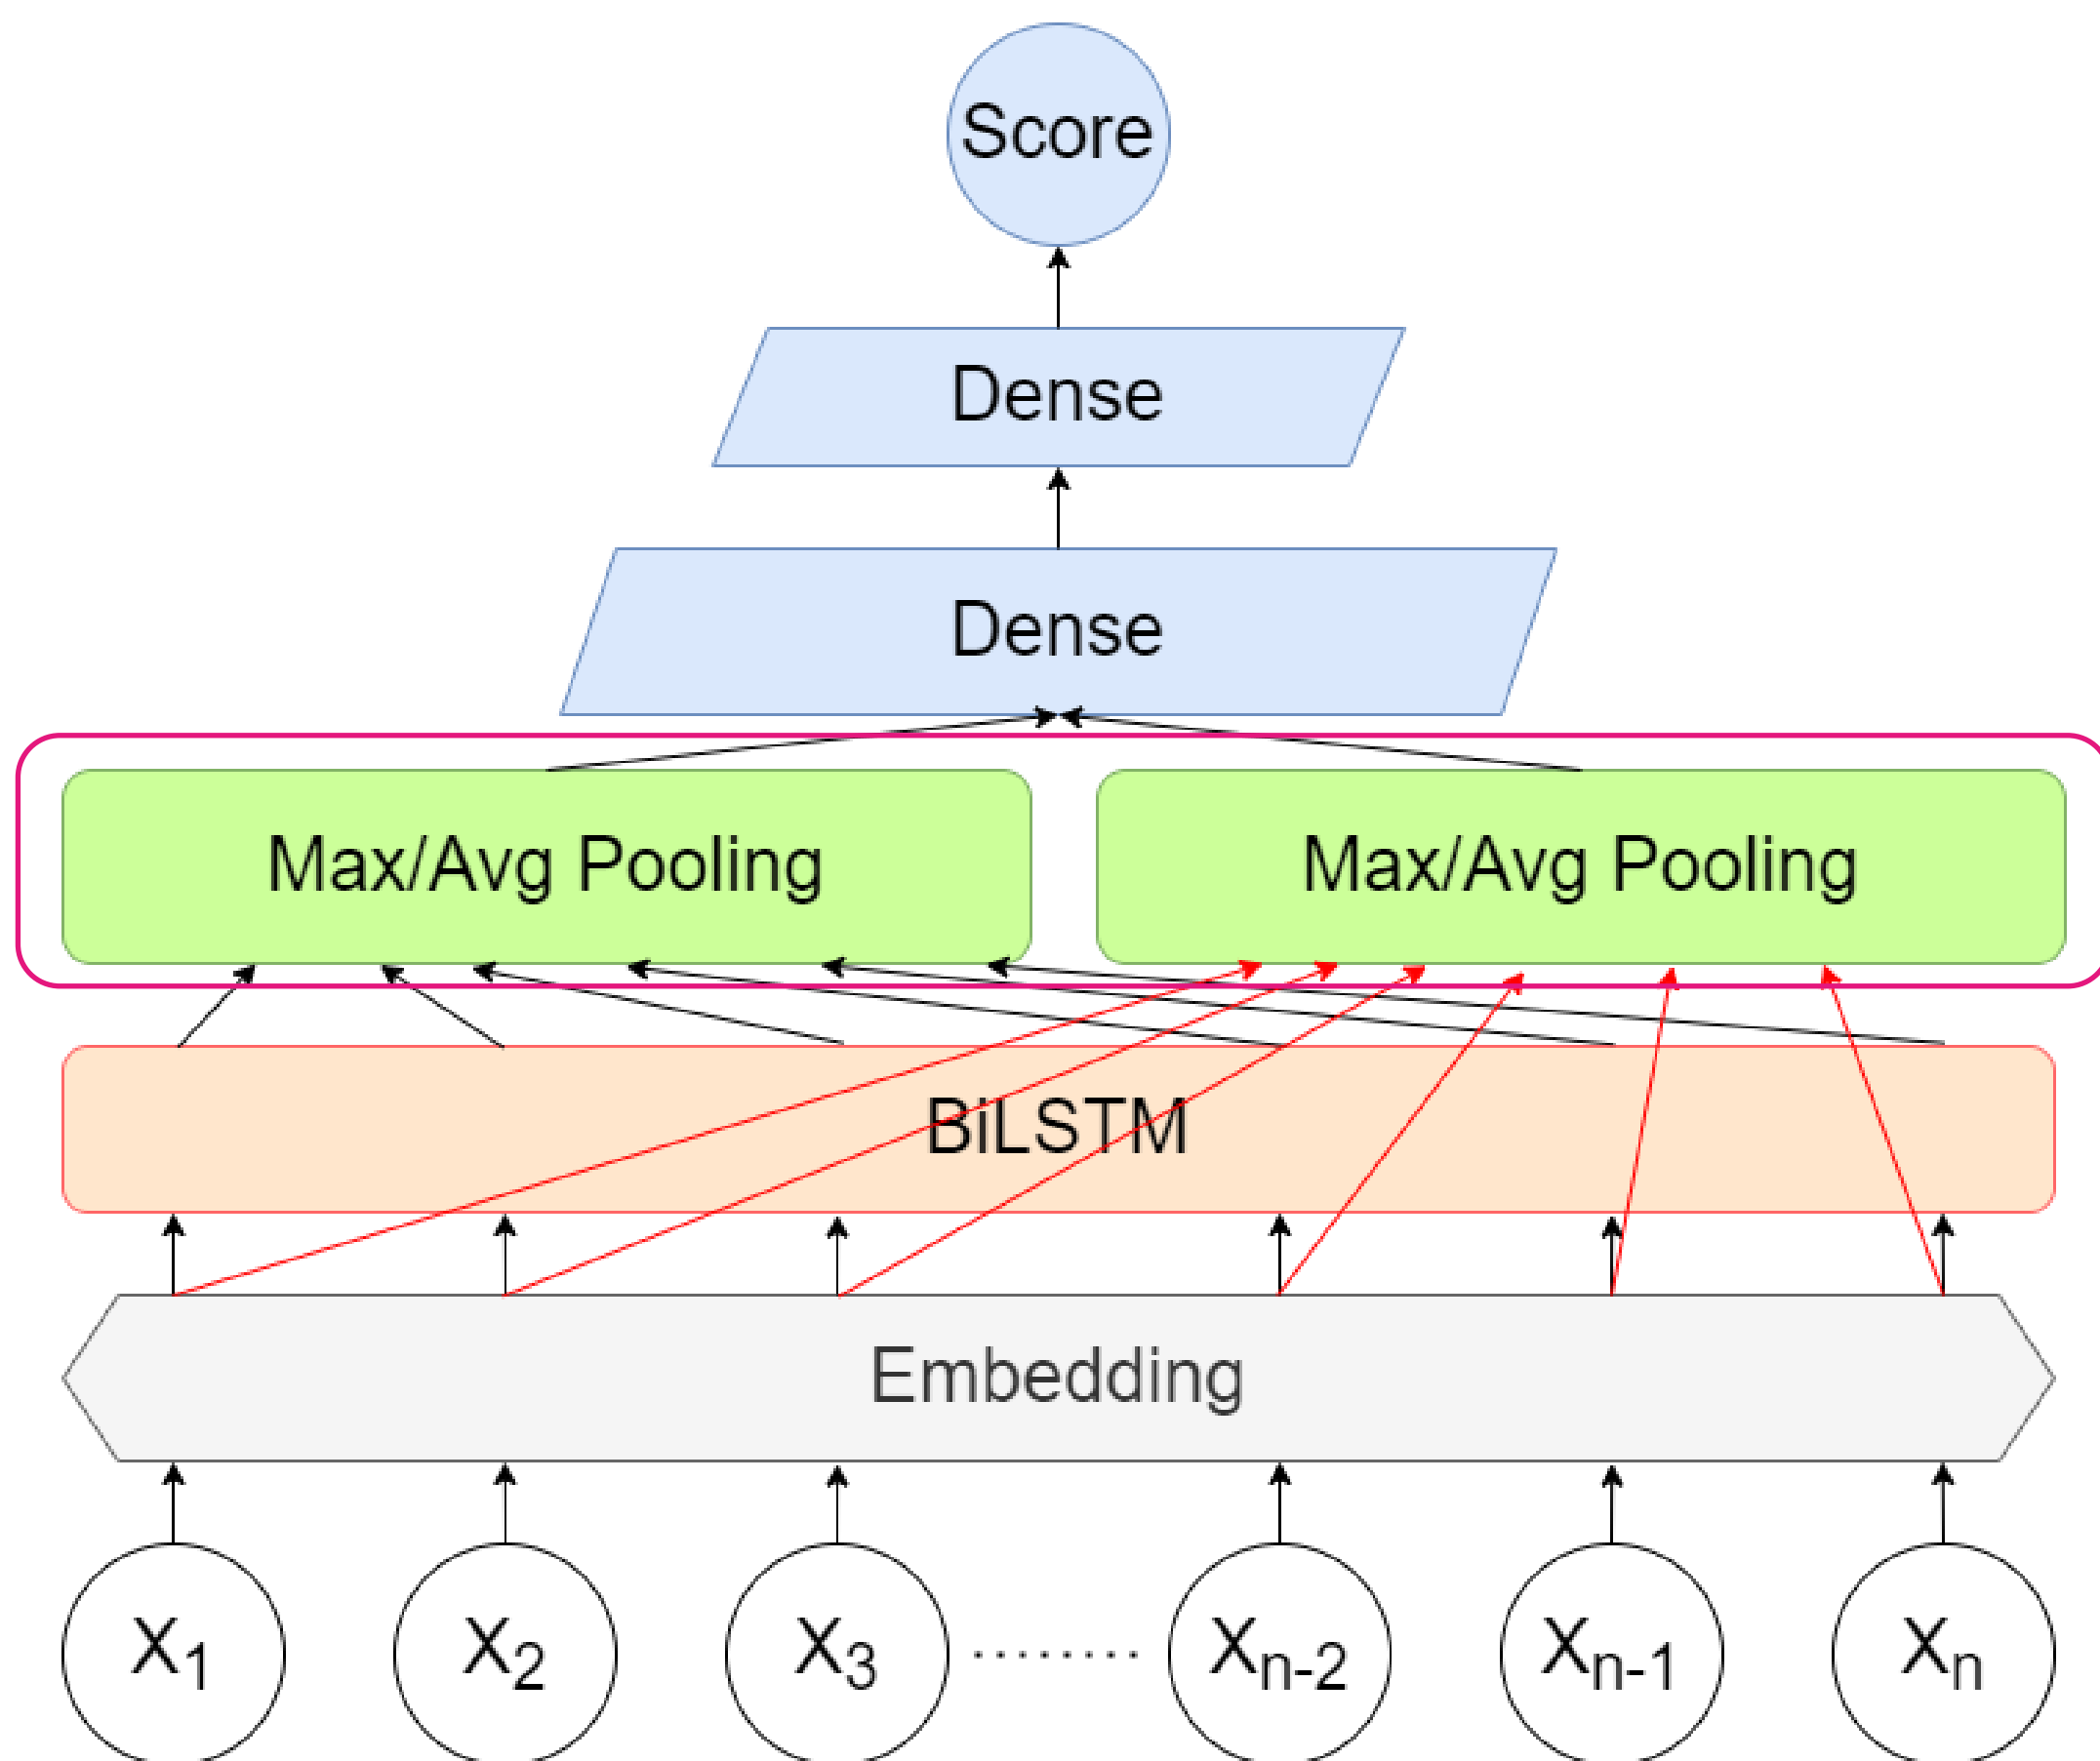 Score
Dense
Dense
Max/Avg Pooling Max/Avg Pooling
BiLSTM
Embedding
X1 X2 X3 ........ Xn-2 Xn-1 Xn